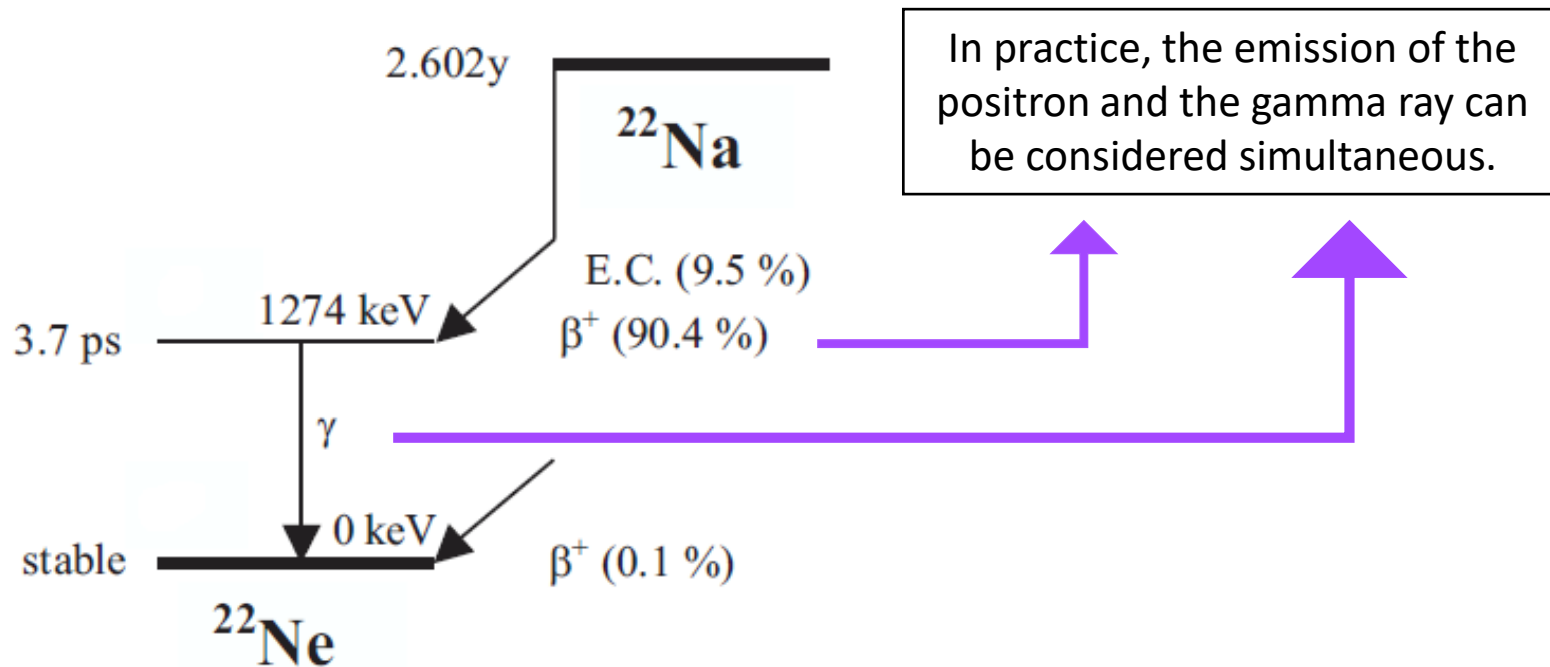 2.602y
²²Na
In practice, the emission of the
positron and the gamma ray can
be considered simultaneous.
E.C. (9.5 %)
1274 keV
β⁺ (90.4 %)
3.7 ps
γ
0 keV
stable
β⁺ (0.1 %)
²²Ne